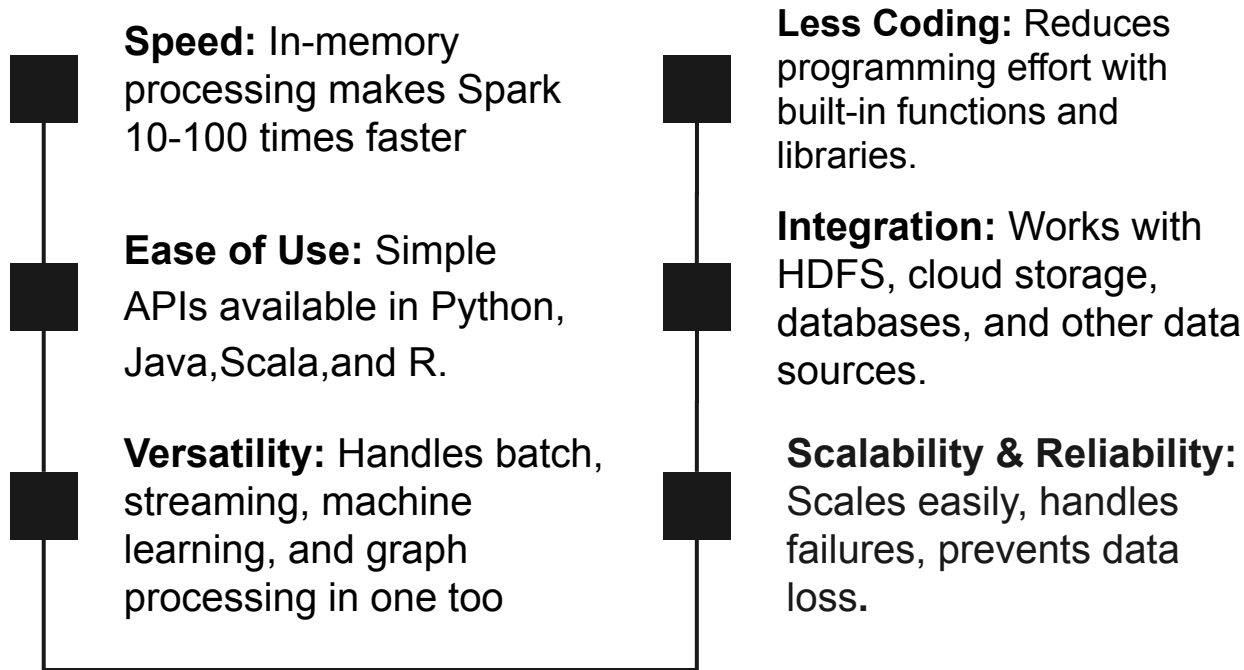 Speed: In-memory
processing makes Spark
10-100 times faster
Ease of Use: Simple
APIs available in Python,
Java,Scala,and R.
Versatility: Handles batch,
streaming, machine
learning, and graph
processing in one too
Less Coding: Reduces
programming effort with
built-in functions and
libraries.
Integration: Works with
HDFS, cloud storage,
databases, and other data
sources.
Scalability & Reliability:
Scales easily, handles
failures, prevents data
loss.